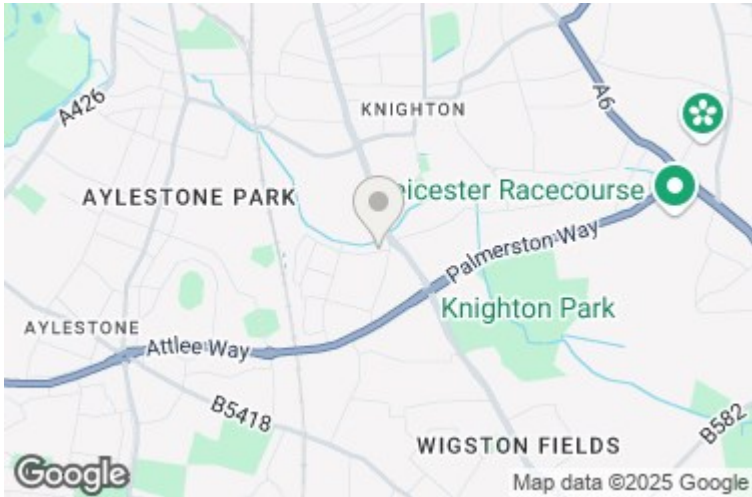 A426
KNIGHTON
A6
AYLESTONE PARK
eicester Racecourse
Palmerston Way
Knighton Park
AYLESTONE
Attlee Way
B5418
B582
WIGSTON FIELDS
Google
Map data ©2025 Google